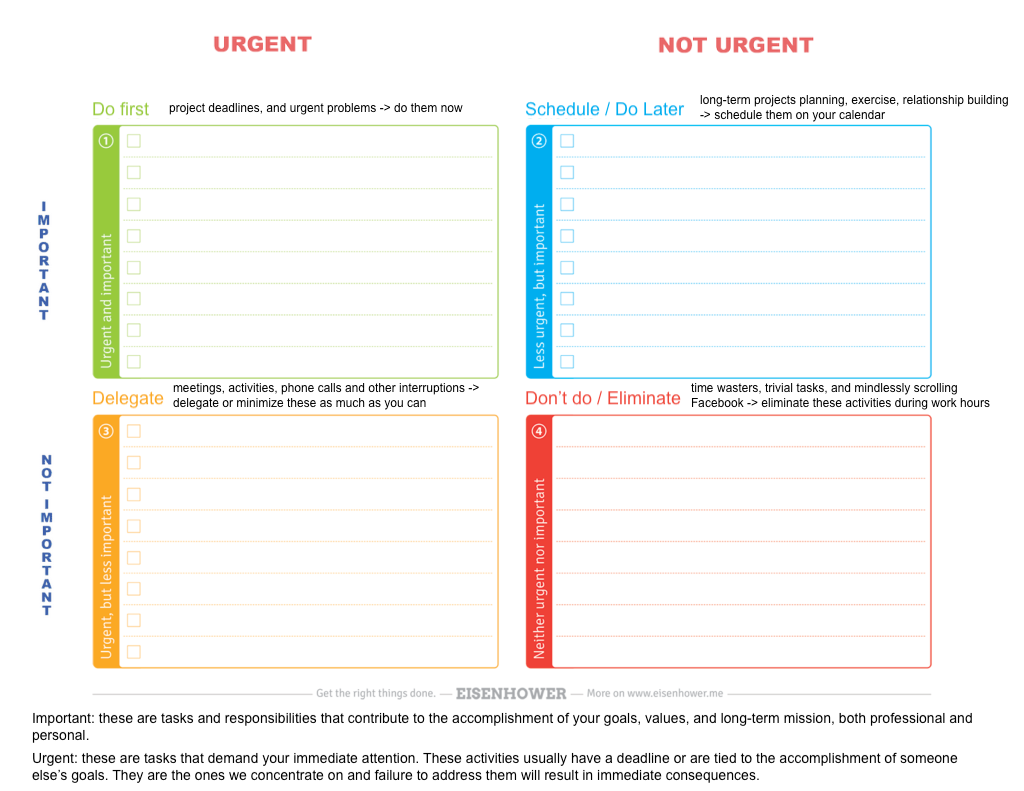 URGENT
NOT URGENT
Do first
project deadlines, and urgent problems -> do them now
Schedule / Do Later
long-term projects planning, exercise, relationship building
-> schedule them on your calendar
IMPORTANT
1
Urgent and important
2
Less urgent, but important
Delegate
meetings, activities, phone calls and other interruptions ->
delegate or minimize these as much as you can
Don’t do / Eliminate
time wasters, trivial tasks, and mindlessly scrolling
Facebook -> eliminate these activities during work hours
NOT IMPORTANT
3
Urgent, but less important
4
Neither urgent nor important
Get the right things done. — EISENHOWER — More on www.eisenhower.me
Important: these are tasks and responsibilities that contribute to the accomplishment of your goals, values, and long-term mission, both professional and
personal.
Urgent: these are tasks that demand your immediate attention. These activities usually have a deadline or are tied to the accomplishment of someone
else’s goals. They are the ones we concentrate on and failure to address them will result in immediate consequences.